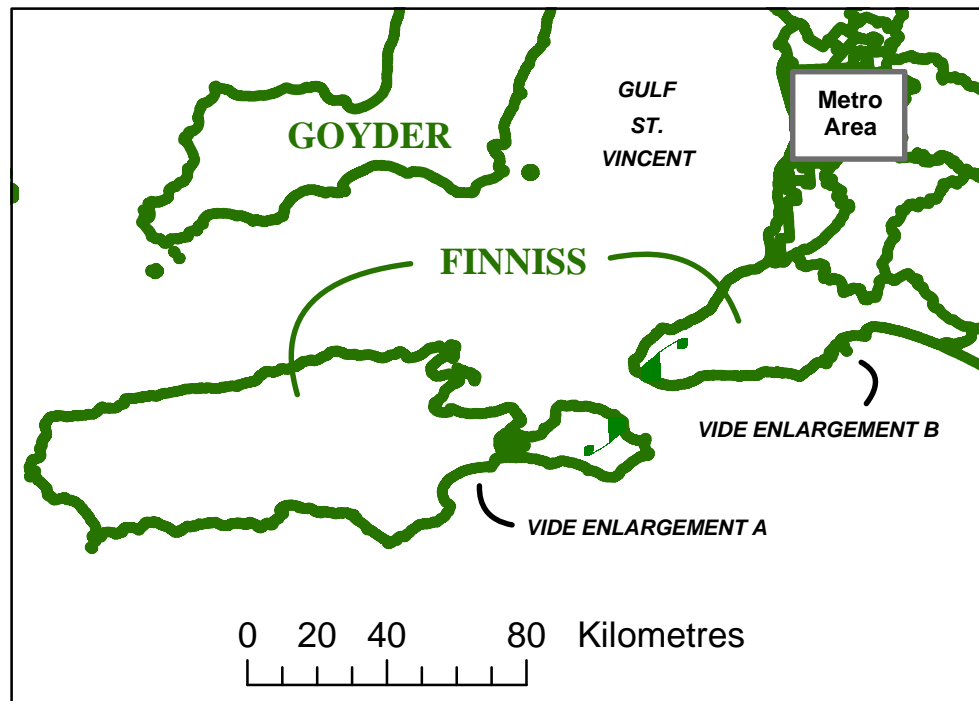 GULF
ST.
VINCENT
Metro
Area
GOYDER
FINNISS
VIDE ENLARGEMENT B
VIDE ENLARGEMENT A
0 20 40 80 Kilometres